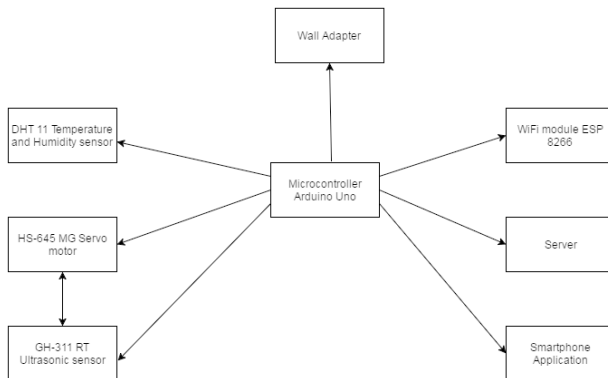 Wall Adapter
DHT 11 Temperature
and Humidity sensor
WiFi module ESP
8266
Microcontroller
Arduino Uno
HS-645 MG Servo
motor
Server
GH-311 RT
Ultrasonic sensor
Smartphone
Application